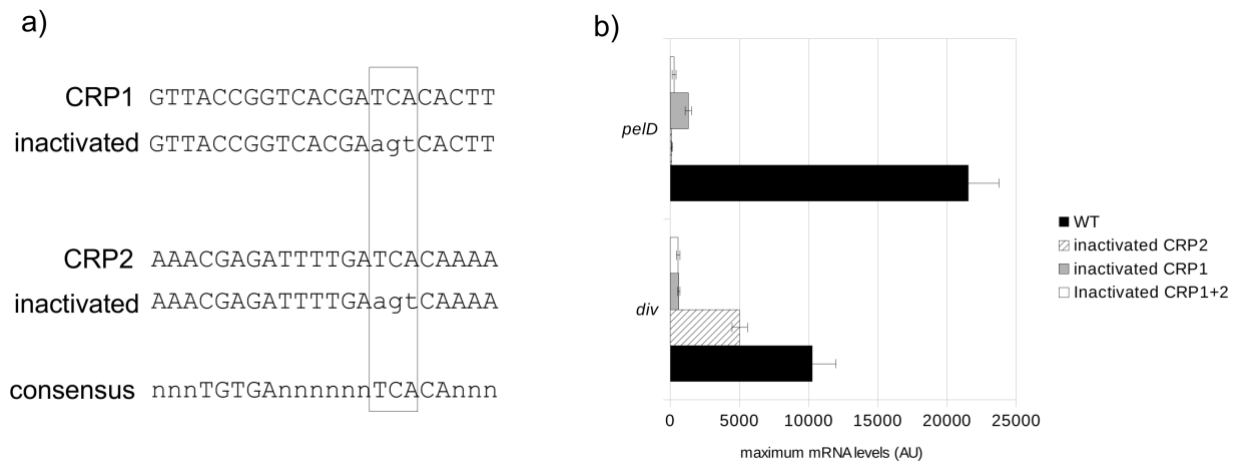 a)
CRP1 GTTACCGGTCACGATCACACTT
inactivated GTTACCGGTCACGAagtCACTT
CRP2 AAACGAGATTTTGATCACAAAA
inactivated AAACGAGATTTTGAagtCAAAA
consensus nnnTGTGAnnnnnnTCACAnnn
b)
pelD
div
0 5000 10000 15000 20000 25000
maximum mRNA levels (AU)
WT
inactivated CRP2
inactivated CRP1
Inactivated CRP1+2